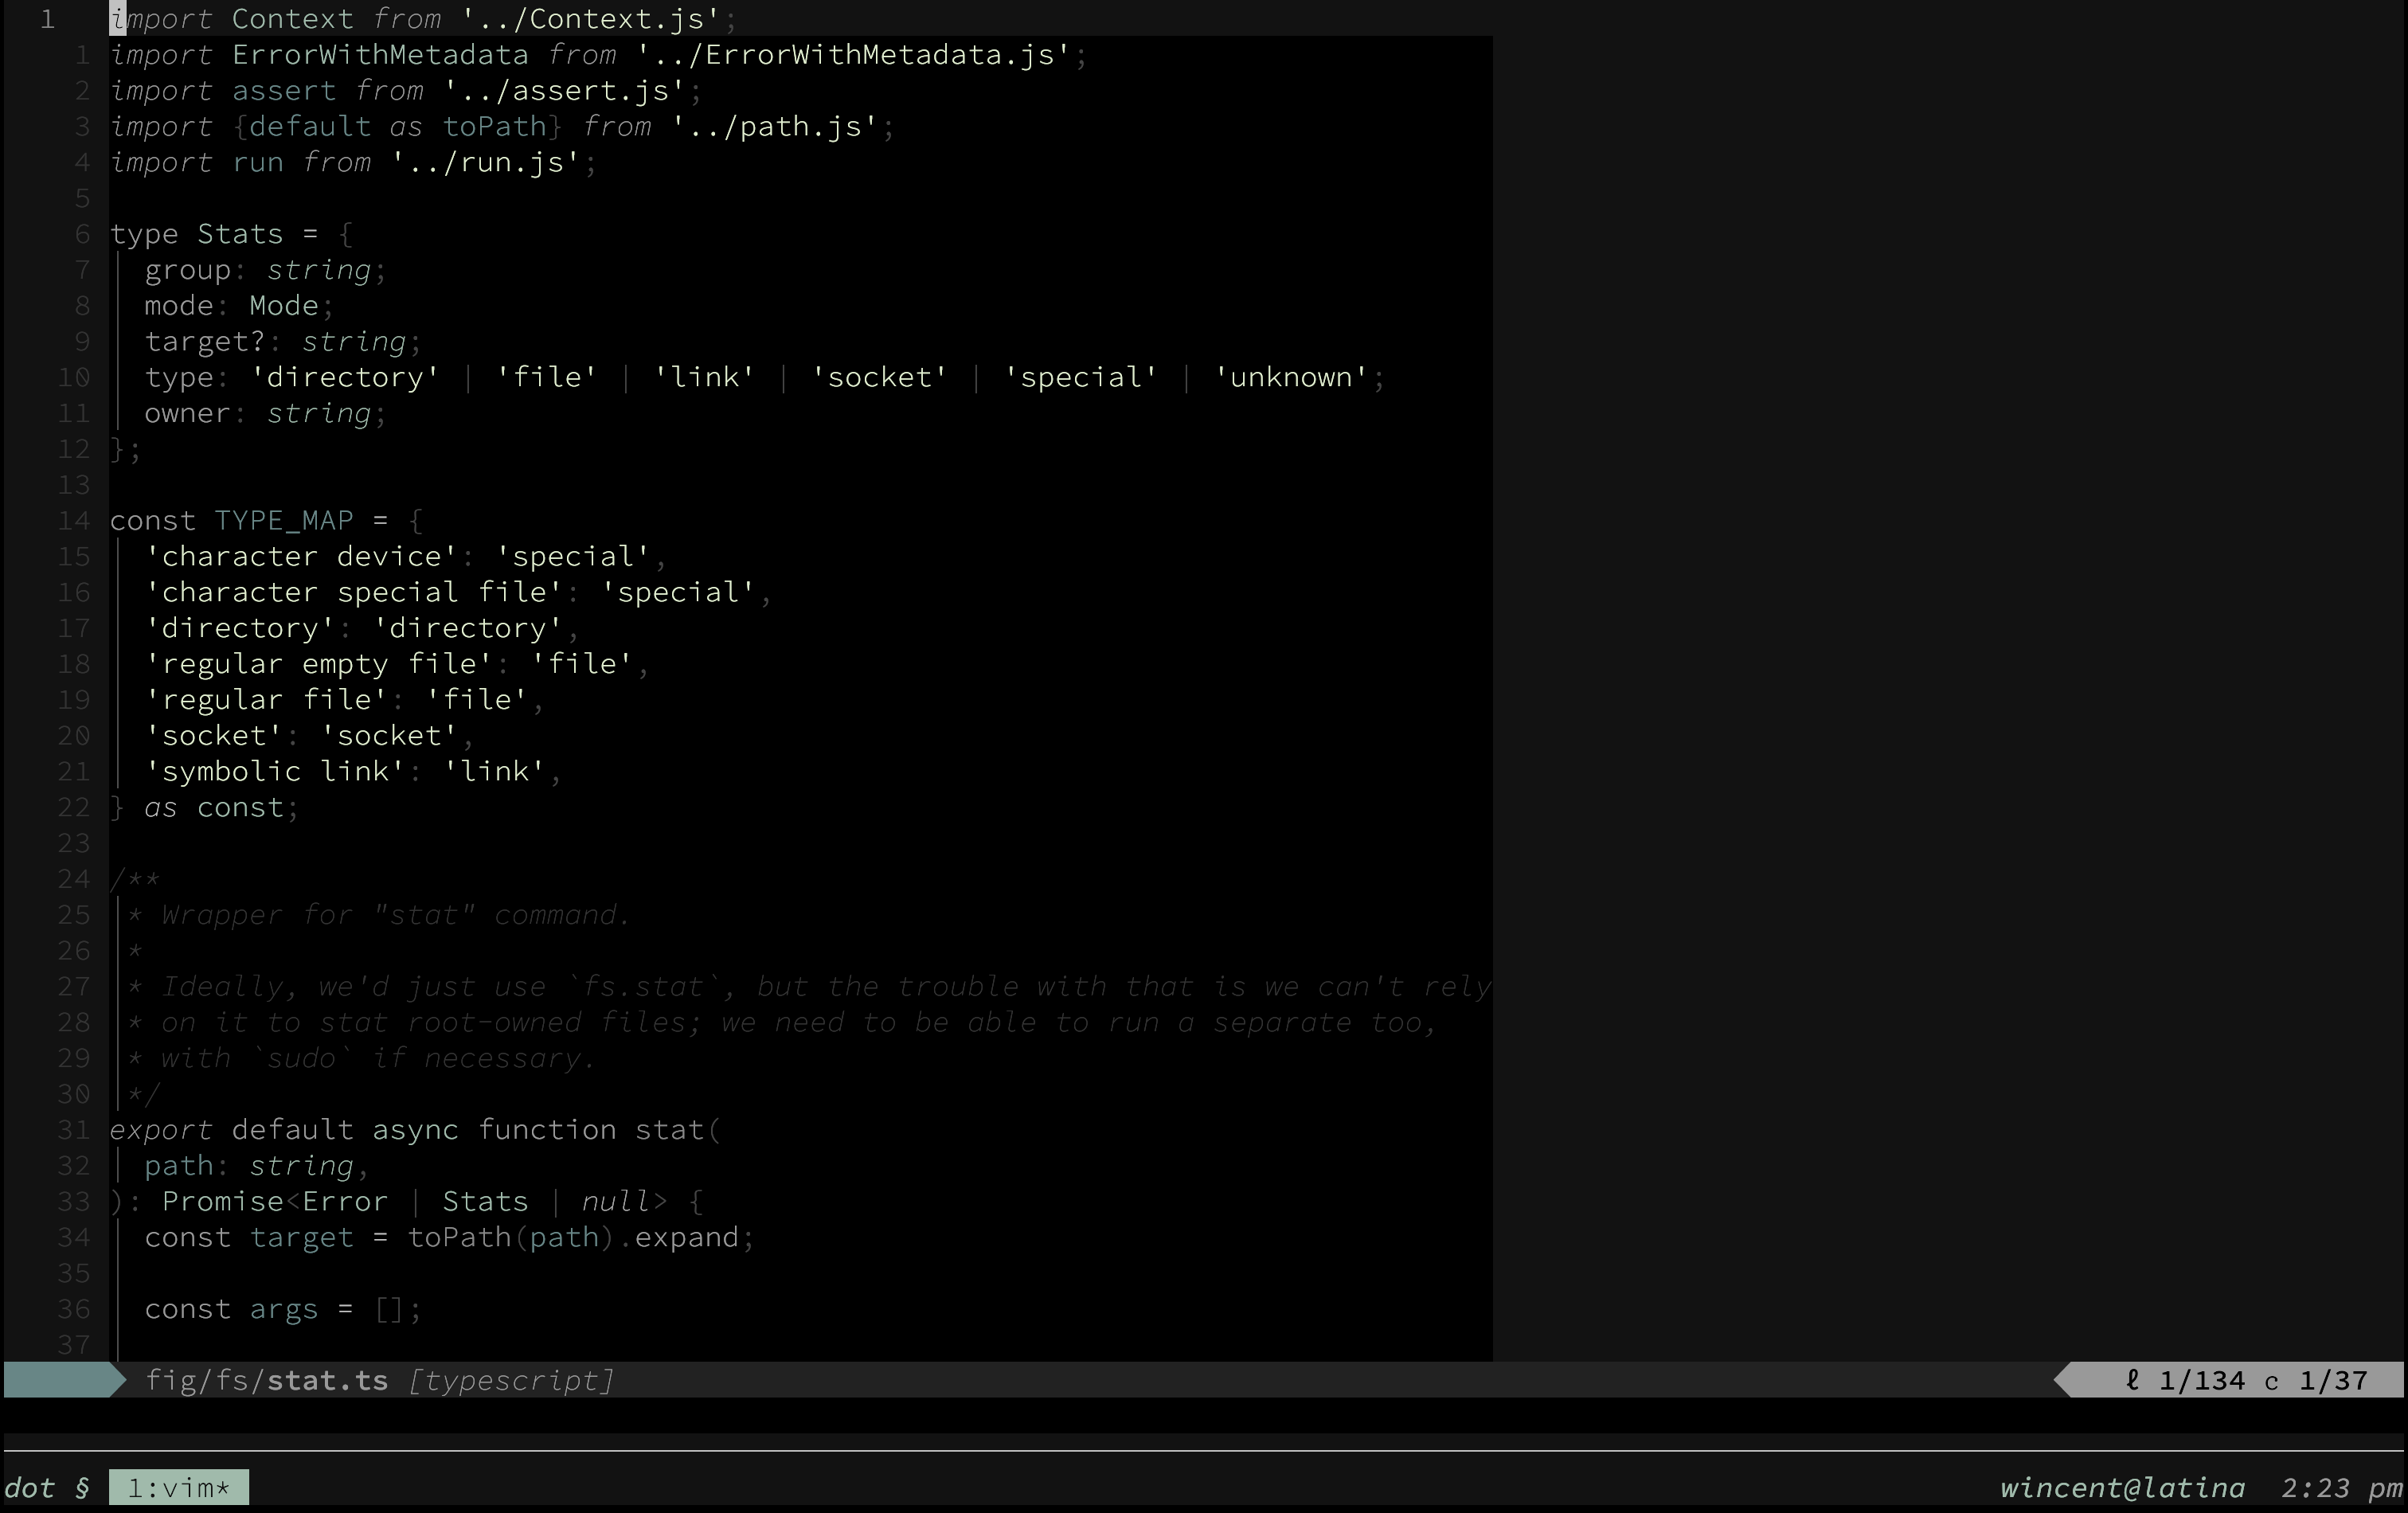 1 import Context from '../Context.js';
1 import ErrorWithMetadata from '../ErrorWithMetadata.js';
2 import assert from '../assert.js';
3 import {default as toPath} from '../path.js';
4 import run from '../run.js';
5
6 type Stats = {
7   group: string;
8   mode: Mode;
9   target?: string;
10   type: 'directory' | 'file' | 'link' | 'socket' | 'special' | 'unknown';
11   owner: string;
12 };
13
14 const TYPE_MAP = {
15   'character device': 'special',
16   'character special file': 'special',
17   'directory': 'directory',
18   'regular empty file': 'file',
19   'regular file': 'file',
20   'socket': 'socket',
21   'symbolic link': 'link',
22 } as const;
23
24 /**
25  * Wrapper for "stat" command.
26  *
27  * Ideally, we'd just use `fs.stat`, but the trouble with that is we can't rely
28  * on it to stat root-owned files; we need to be able to run a separate too,
29  * with `sudo` if necessary.
30  */
31 export default async function stat(
32   path: string,
33 ): Promise<Error | Stats | null> {
34   const target = toPath(path).expand;
35
36   const args = [];
37
fig/fs/stat.ts [typescript] ℓ 1/134 c 1/37
dot § 1:vim* wincent@latina 2:23 pm